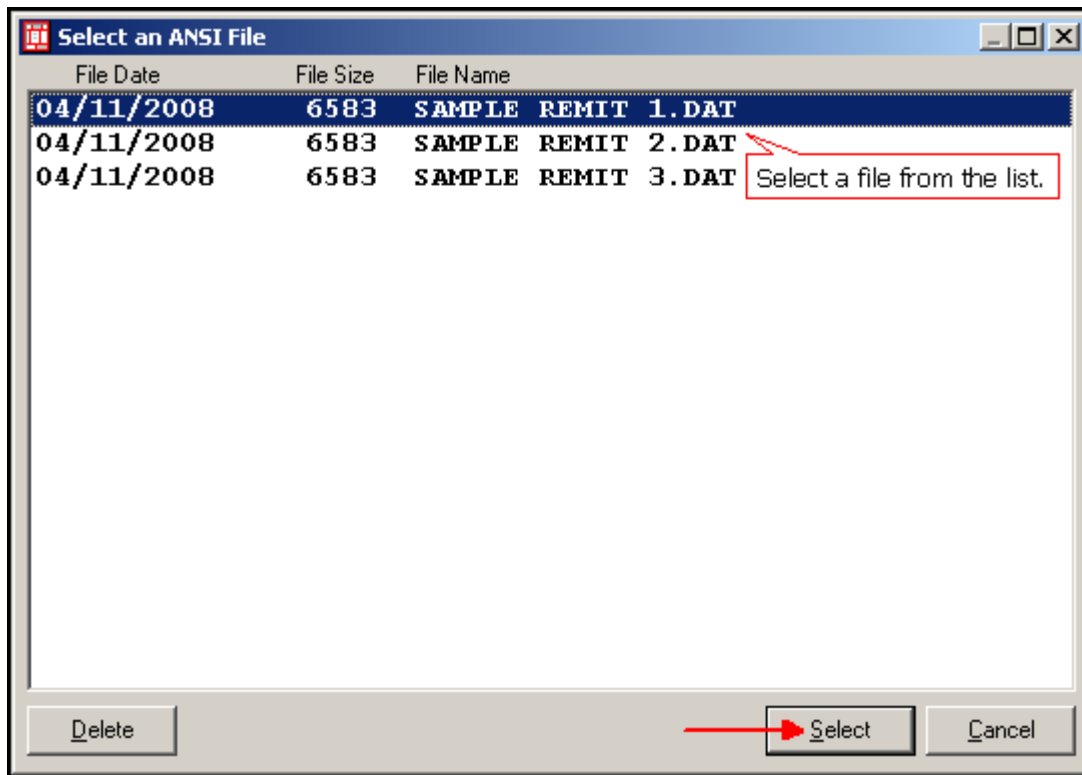 Select an ANSI File
File Date File Size File Name
04/11/2008 6583 SAMPLE REMIT 1.DAT
04/11/2008 6583 SAMPLE REMIT 2.DAT
04/11/2008 6583 SAMPLE REMIT 3.DAT
Select a file from the list.
Delete Select Cancel